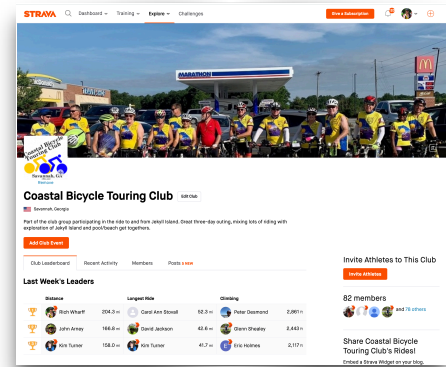 STRAVA Dashboard Training Explore Challenges Give a Subscription
MARATHON
Coastal Bicycle
Touring Club
Savannah, GA
Coastal Bicycle Touring Club Edit Club
Savannah, Georgia
Part of the club group participating in the ride to and from Jekyll Island. Great three-day outing, mixing lots of riding with
exploration of Jekyll Island and pool/beach get togethers.
Add Club Event
Club Leaderboard Recent Activity Members Posts 5 NEW
Last Week's Leaders
Distance Longest Ride Climbing
Rich Wharff 204.3 mi Carol Ann Stovall 52.3 mi Peter Desmond 2,861 ft
John Arney 166.6 mi David Jackson 42.6 mi Glenn Shealey 2,443 ft
Kim Turner 158.0 mi Kim Turner 41.7 mi Eric Holmes 2,117 ft
Invite Athletes to This Club
Invite Athletes
82 members
and 78 others
Share Coastal Bicycle
Touring Club's Rides!
Embed a Strava Widget on your blog.